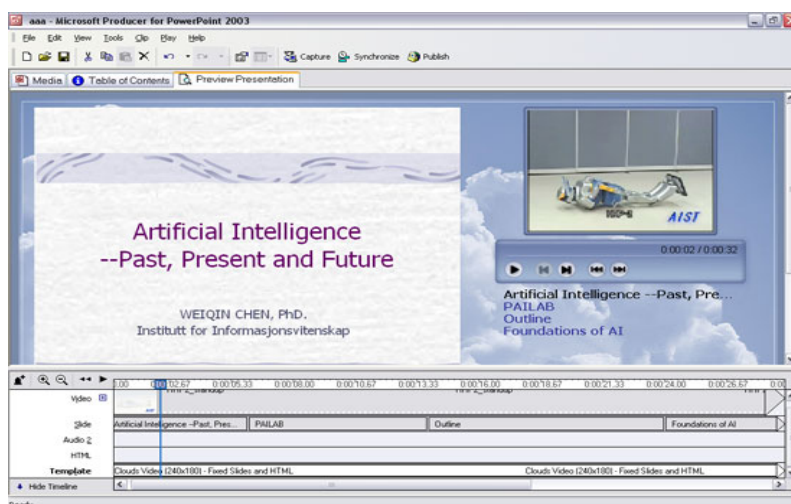 aaa - Microsoft Producer for PowerPoint 2003
File Edit View Tools Clip Play Help
Capture Synchronize Publish
Media Table of Contents Preview Presentation
Artificial Intelligence
--Past, Present and Future
WEIQIN CHEN, PhD.
Institutt for Informasjonsvitenskap
AIST
0:00:02 / 0:00:32
Artificial Intelligence --Past, Pre...
PAILAB
Outline
Foundations of AI
0:00:05.33 0:00:08.00 0:00:10.67 0:00:13.33 0:00:16.00 0:00:18.67 0:00:21.33 0:00:24.00 0:00:26.67
Video
Slide Artificial Intelligence --Past, Pres... PAILAB Outline Foundations of AI
Audio 2
HTML
Template Clouds Video (240x180) - Fixed Slides and HTML Clouds Video (240x180) - Fixed Slides and HTML
Hide Timeline